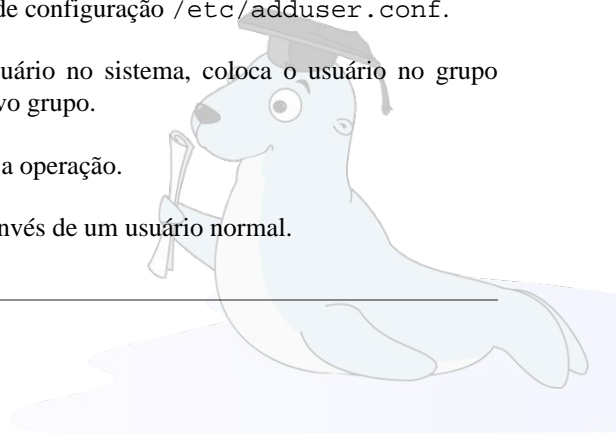 de configuração /etc/adduser.conf.
uário no sistema, coloca o usuário no grupo
vo grupo.
a operação.
nvés de um usuário normal.